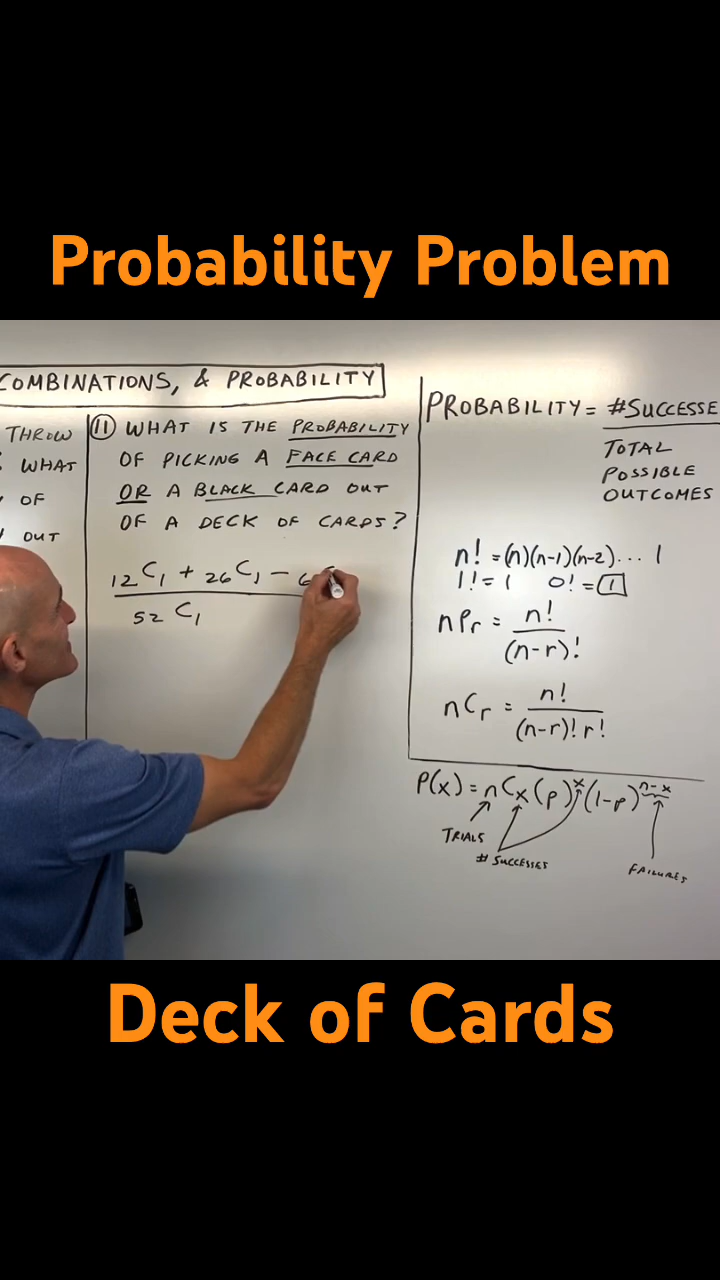 Probability Problem
COMBINATIONS, & PROBABILITY
THROW
WHAT
OF
OUT
⑪ WHAT IS THE PROBABILITY
OF PICKING A FACE CARD
OR A BLACK CARD OUT
OF A DECK OF CARDS?
12C1 + 26C1 - 6C
52C1
PROBABILITY = #SUCCESSE
TOTAL
POSSIBLE
OUTCOMES
n! = (n)(n-1)(n-2)... 1
1! = 1 0! = 1
nPr = n!
(n-r)!
nCr = n!
(n-r)! r!
P(x) = nCx(p)^x(1-p)^n-x
TRIALS
# SUCCESSES
FAILURES
Deck of Cards